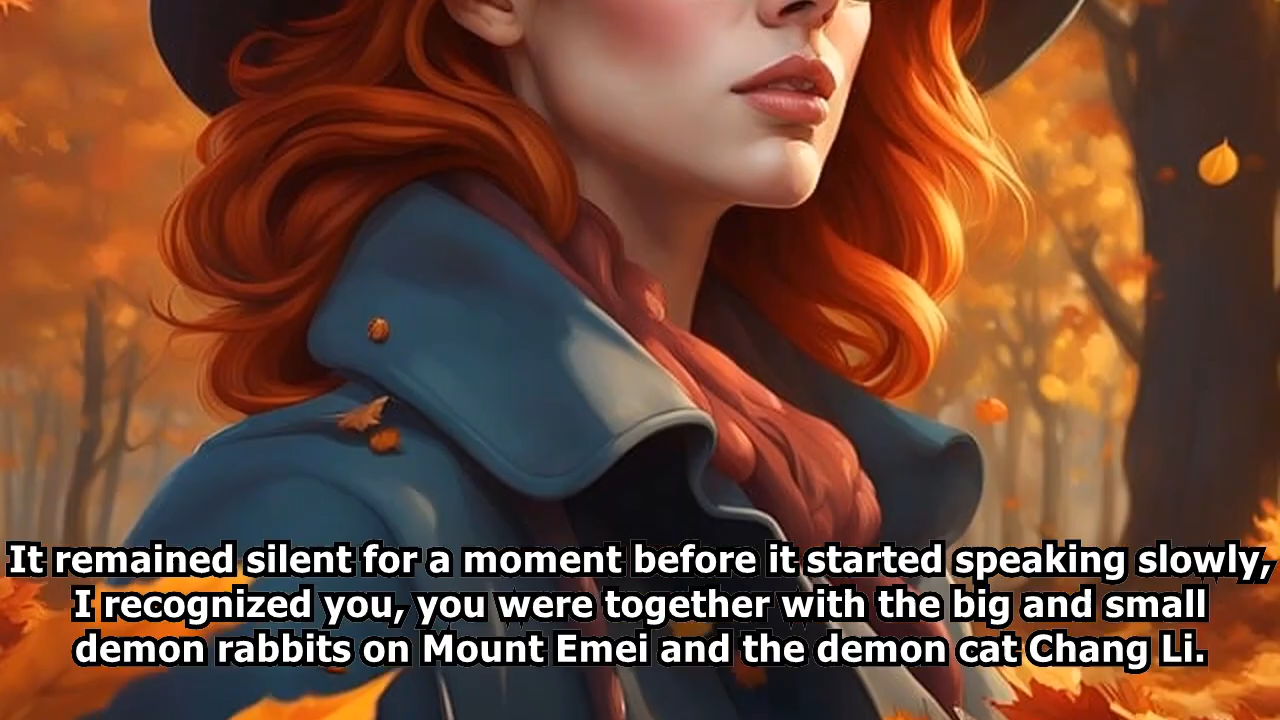 It remained silent for a moment before it started speaking slowly,
I recognized you, you were together with the big and small
demon rabbits on Mount Emei and the demon cat Chang Li.